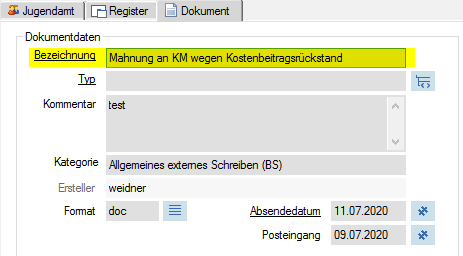 Jugendamt Register Dokument
Dokumentdaten
Bezeichnung Mahnung an KM wegen Kostenbeitragsrückstand
Typ
Kommentar test
Kategorie Allgemeines externes Schreiben (BS)
Ersteller weidner
Format doc Absendedatum 11.07.2020
Posteingang 09.07.2020